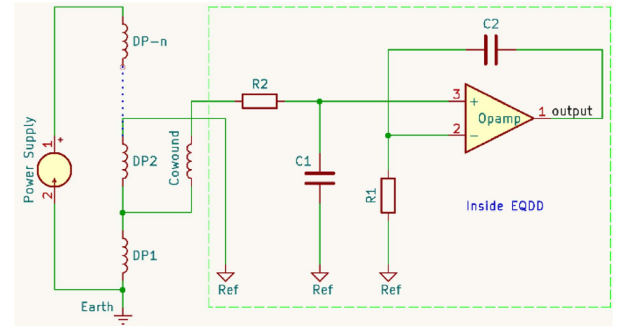 C2
DP-n
R2
3
+
1
output
Opamp
2
-
Power Supply
1
+
2
DP2
Cowound
C1
R1
Inside EQDD
DP1
Ref
Ref
Ref
Earth